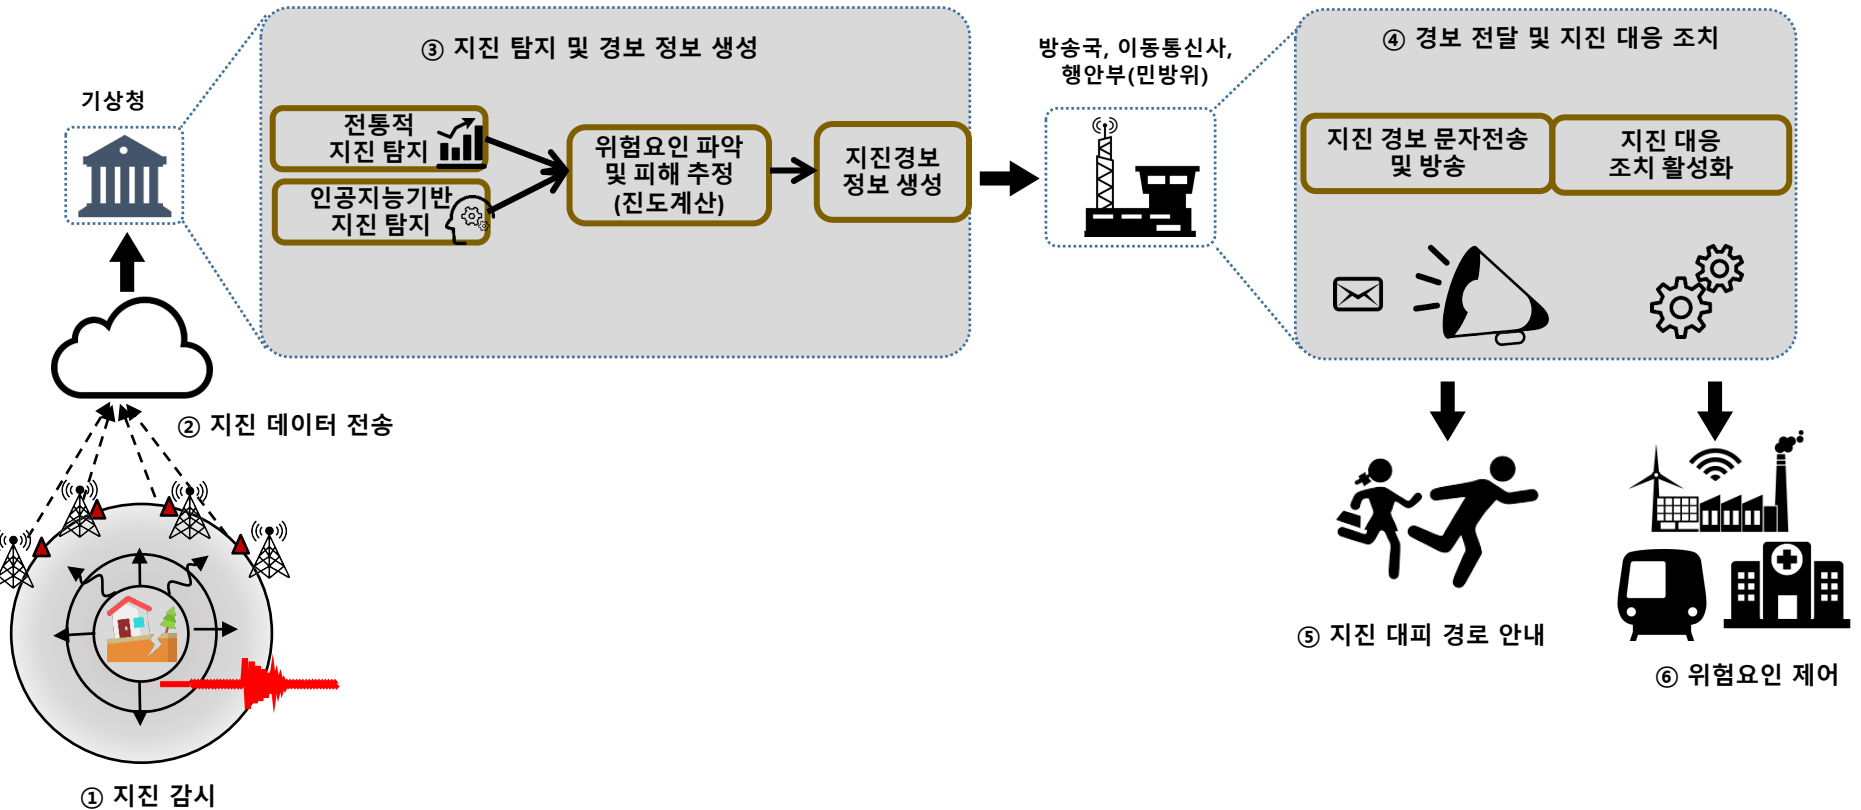 ③ 지진 탐지 및 경보 정보 생성
기상청
전통적
지진 탐지
인공지능기반
지진 탐지
위험요인 파악
및 피해 추정
(진도계산)
지진경보
정보 생성
방송국, 이동통신사,
행안부(민방위)
④ 경보 전달 및 지진 대응 조치
지진 경보 문자전송
및 방송
지진 대응
조치 활성화
② 지진 데이터 전송
① 지진 감시
⑤ 지진 대피 경로 안내
⑥ 위험요인 제어